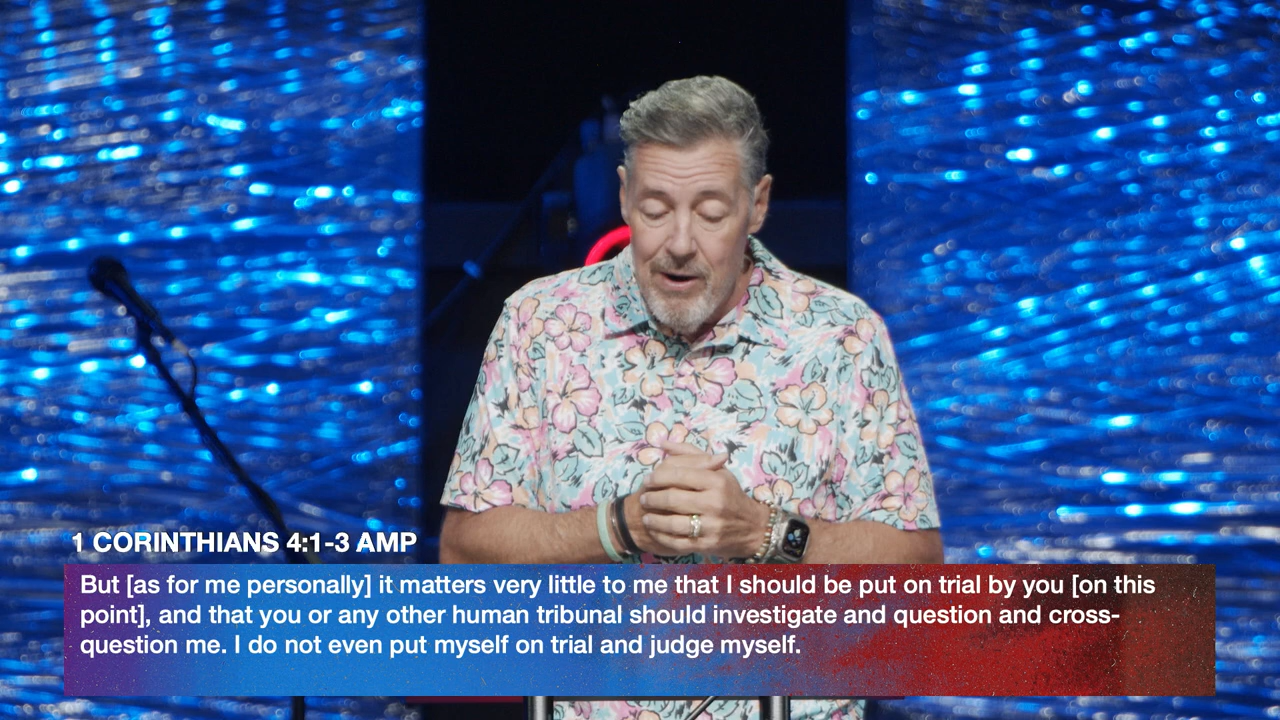 1 CORINTHIANS 4:1-3 AMP
But [as for me personally] it matters very little to me that I should be put on trial by you [on this
point], and that you or any other human tribunal should investigate and question and cross-
question me. I do not even put myself on trial and judge myself.